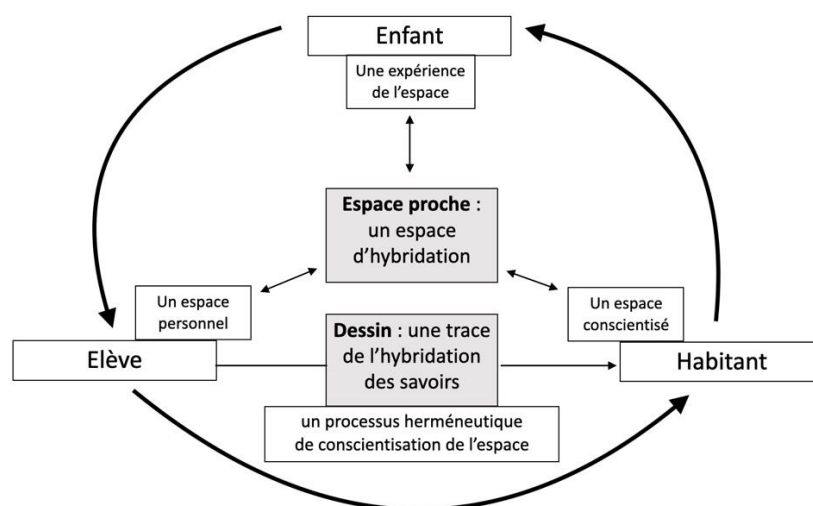 Enfant
Une expérience
de l'espace
Espace proche :
un espace
d'hybridation
Un espace
personnel
Un espace
conscientisé
Elève
Dessin : une trace
de l'hybridation
des savoirs
Habitant
un processus herméneutique
de conscientisation de l'espace